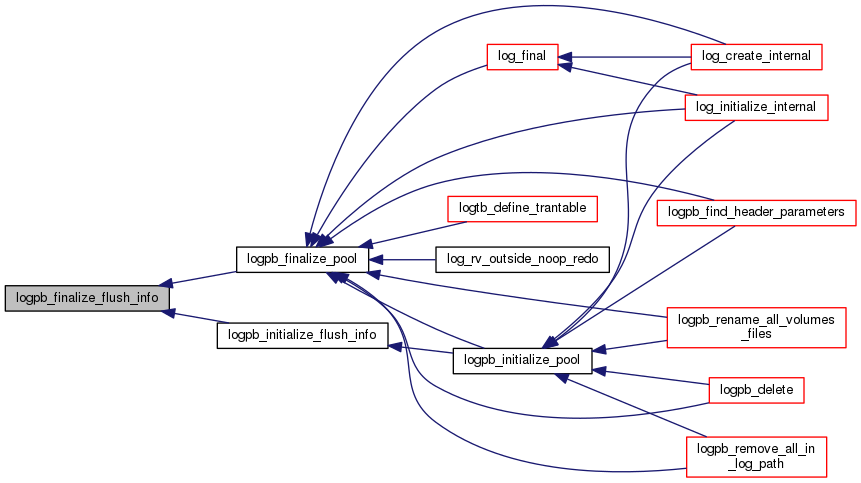 log_final
log_create_internal
log_initialize_internal
logtb_define_trantable
logpb_find_header_parameters
logpb_finalize_pool
log_rv_outside_noop_redo
logpb_finalize_flush_info
logpb_initialize_flush_info
logpb_rename_all_volumes
_files
logpb_initialize_pool
logpb_delete
logpb_remove_all_in
_log_path